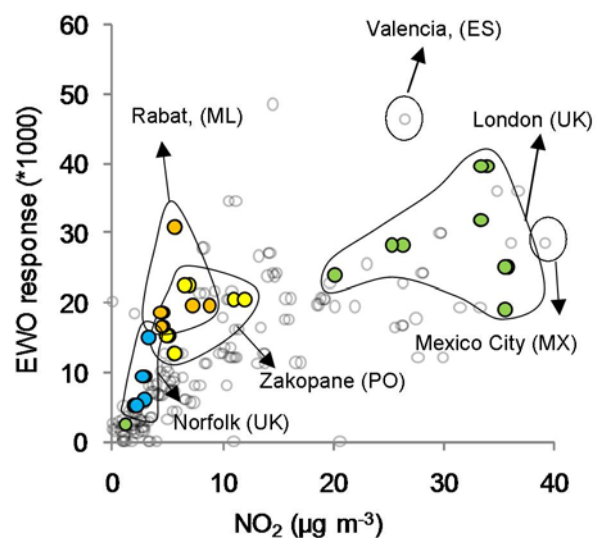 Valencia, (ES)
60
50
Rabat, (ML)
London (UK)
40
EWO response (*1000)
30
20
Mexico City (MX)
Zakopane (PO)
10
Norfolk (UK)
0
0 10 20 30 40
NO₂ (µg m⁻³)